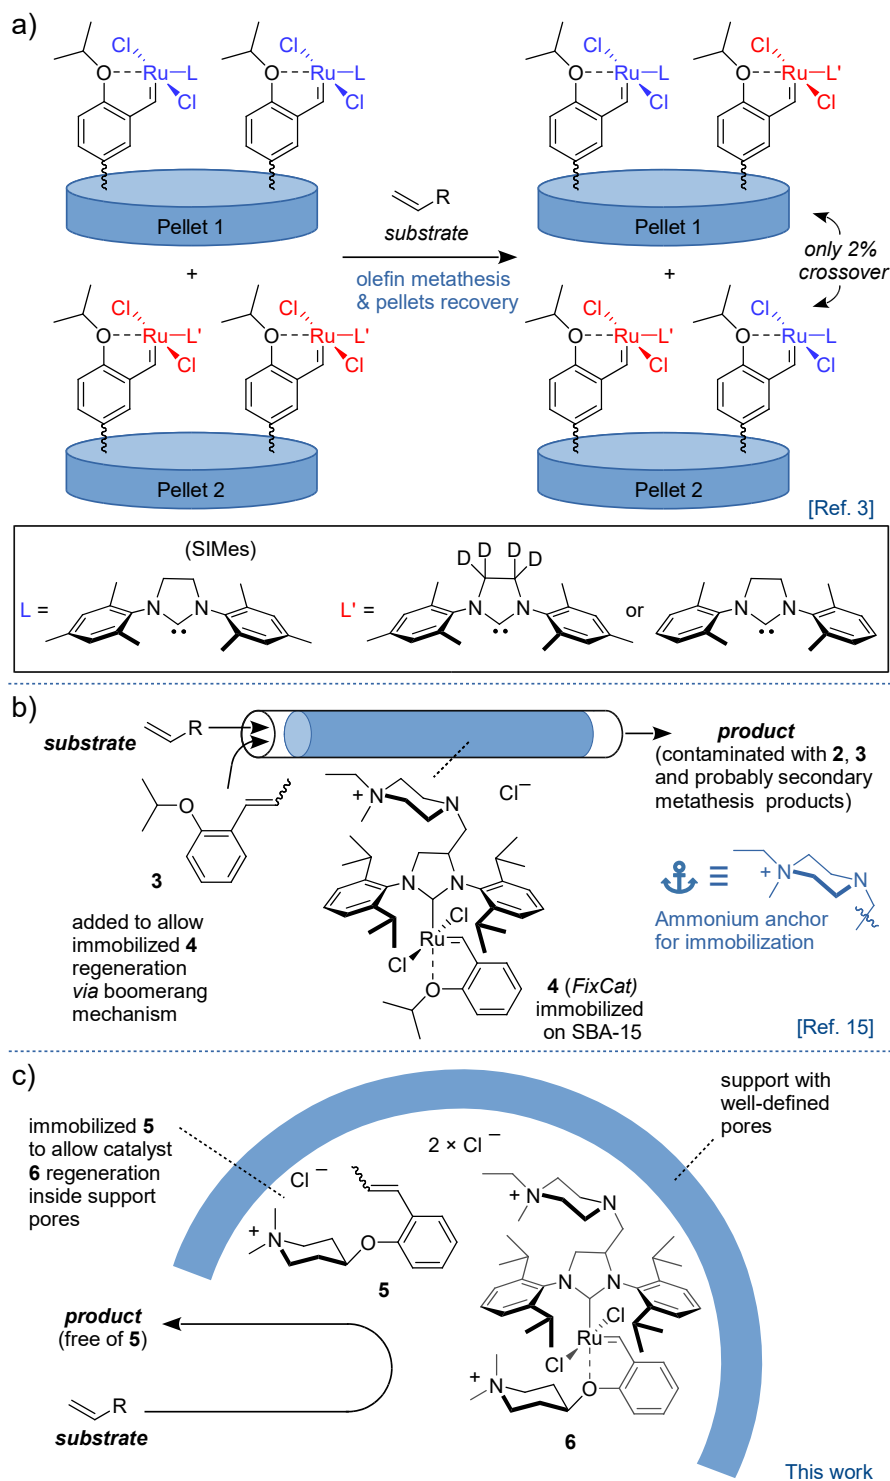 a)
Cl
Ru
L
Cl
O
Cl
Ru
L
Cl
O
Pellet 1
+
Cl
Ru
L'
Cl
O
Cl
Ru
L'
Cl
O
Pellet 2
R
substrate
olefin metathesis
& pellets recovery
Cl
Ru
L
Cl
O
Cl
Ru
L'
Cl
O
Pellet 1
+
only 2%
crossover
Cl
Ru
L'
Cl
O
Cl
Ru
L
Cl
O
Pellet 2
[Ref. 3]
(SIMes)
L =
N
N
L' =
D
D
D
D
N
N
or
N
N
b)
substrate
R
product
(contaminated with 2, 3
and probably secondary
metathesis products)
O
3
added to allow
immobilized 4
regeneration
via boomerang
mechanism
+
N
N
Cl−
N
N
Cl
Ru
Cl
O
4 (FixCat)
immobilized
on SBA-15
≡
+
N
N
Ammonium anchor
for immobilization
[Ref. 15]
c)
immobilized 5
to allow catalyst
6 regeneration
inside support
pores
support with
well-defined
pores
Cl −
2 × Cl −
+
N
O
5
+
N
N
N
N
Cl
Ru
Cl
+
N
O
6
product
(free of 5)
R
substrate
This work